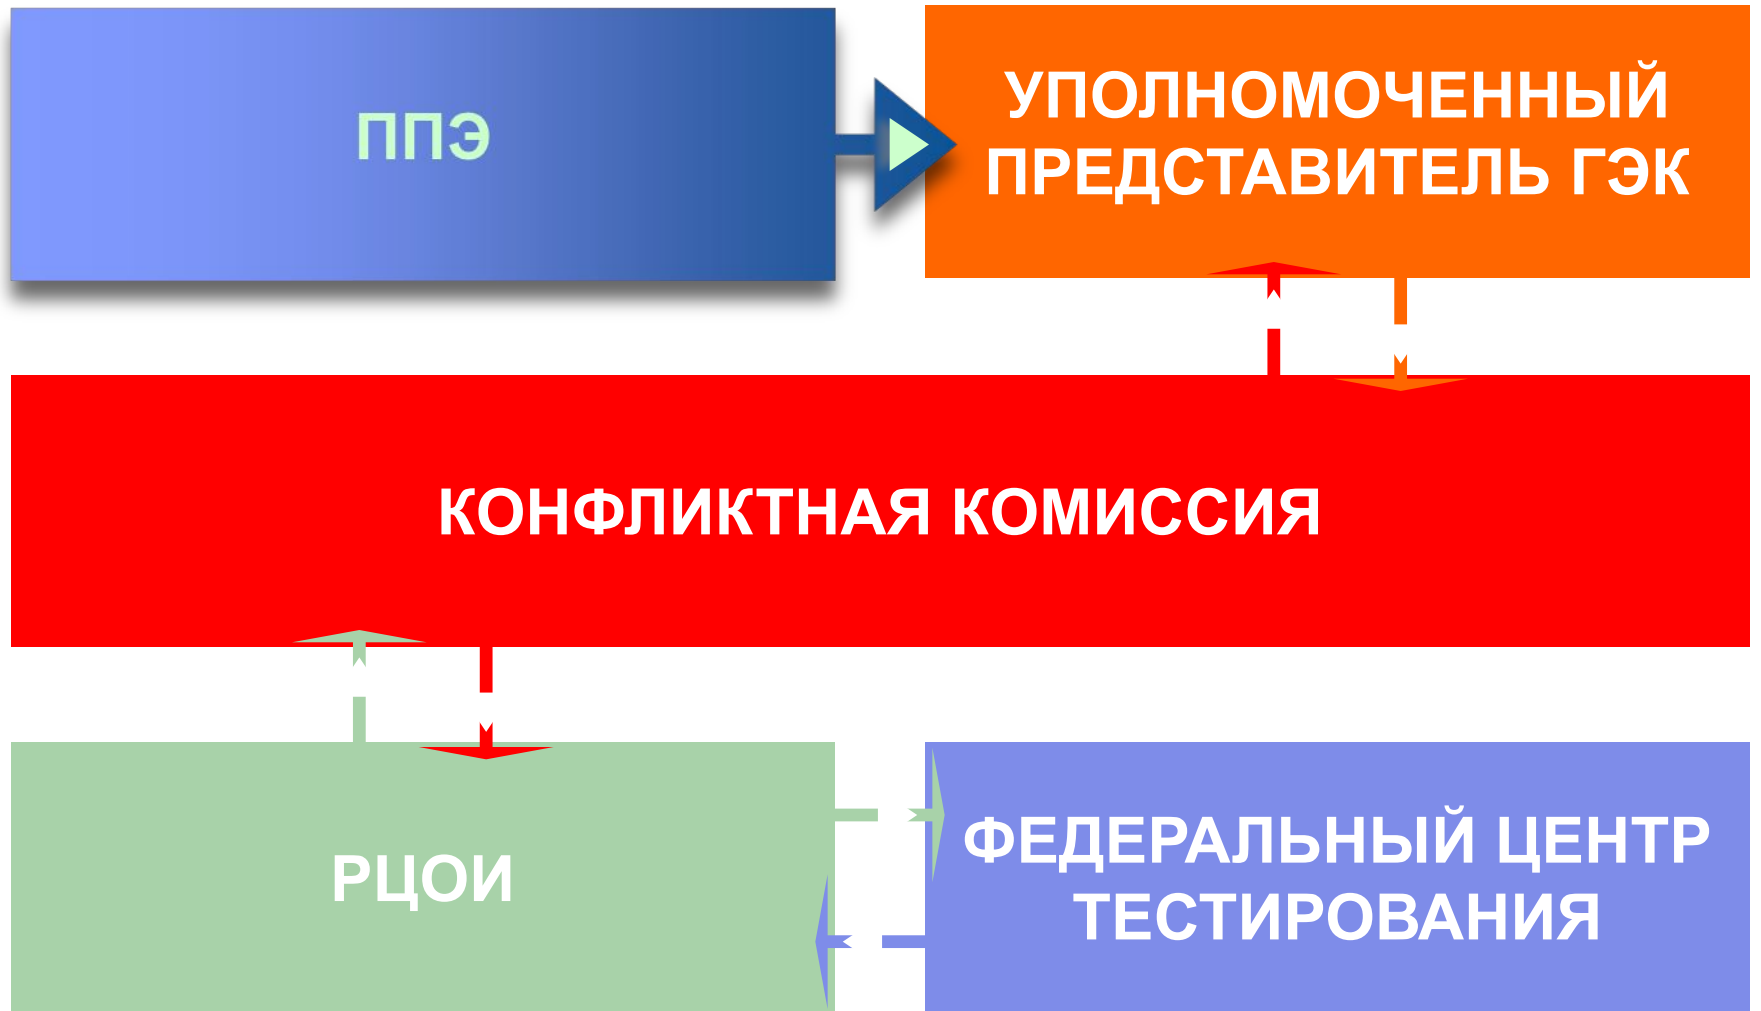 ППЭ
УПОЛНОМОЧЕННЫЙ
ПРЕДСТАВИТЕЛЬ ГЭК
КОНФЛИКТНАЯ КОМИССИЯ
РЦОИ
ФЕДЕРАЛЬНЫЙ ЦЕНТР
ТЕСТИРОВАНИЯ